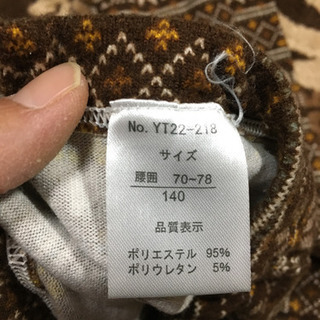 No. YT22-218
サイズ
腰囲 70~78
140
品質表示
ポリエステル 95%
ポリウレタン 5%